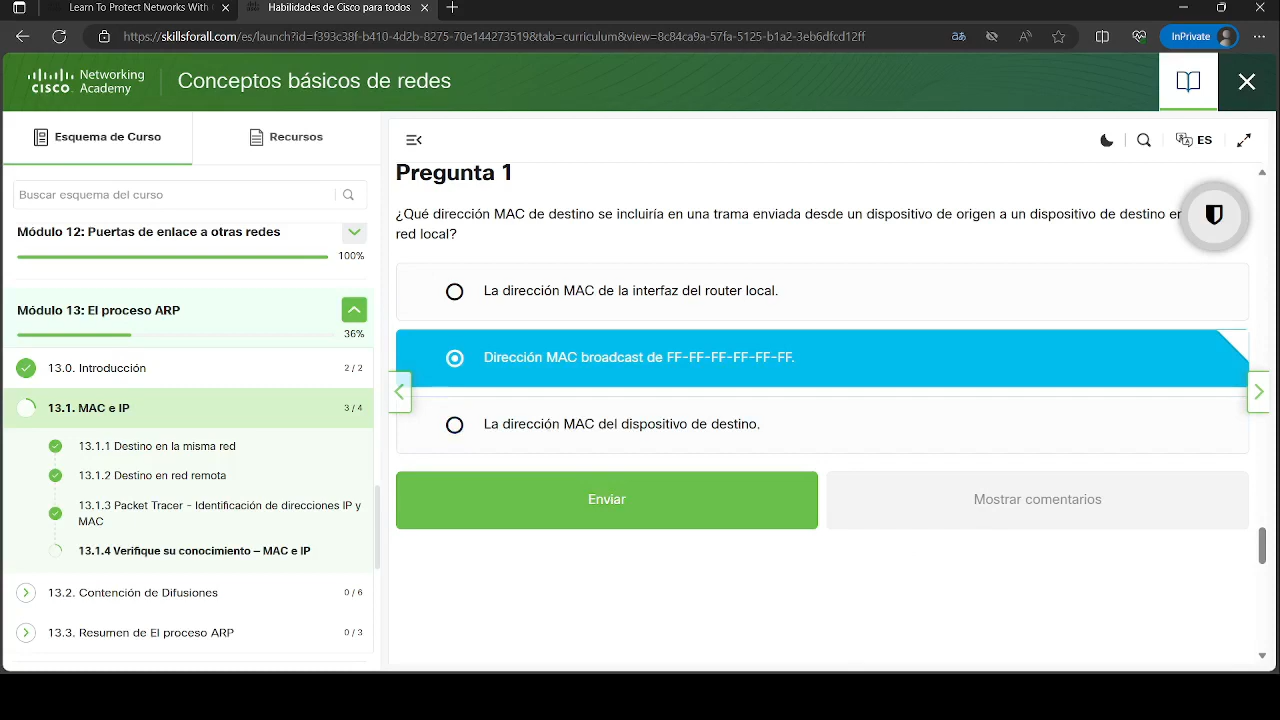 Learn To Protect Networks With
Habilidades de Cisco para todos
https://skillsforall.com/es/launch?id=f393c38f-b410-4d2b-8275-70e144273519&tab=curriculum&view=8c84ca9a-57fa-5125-b1a2-3eb6dfcd12ff
InPrivate
Networking
CISCO Academy
Conceptos básicos de redes
Esquema de Curso
Recursos
ES
Buscar esquema del curso
Módulo 12: Puertas de enlace a otras redes
100%
Módulo 13: El proceso ARP
36%
13.0. Introducción
2 / 2
13.1. MAC e IP
3 / 4
13.1.1 Destino en la misma red
13.1.2 Destino en red remota
13.1.3 Packet Tracer - Identificación de direcciones IP y
MAC
13.1.4 Verifique su conocimiento – MAC e IP
13.2. Contención de Difusiones
0 / 6
13.3. Resumen de El proceso ARP
0 / 3
Pregunta 1
¿Qué dirección MAC de destino se incluiría en una trama enviada desde un dispositivo de origen a un dispositivo de destino en
red local?
La dirección MAC de la interfaz del router local.
Dirección MAC broadcast de FF-FF-FF-FF-FF-FF.
La dirección MAC del dispositivo de destino.
Enviar
Mostrar comentarios